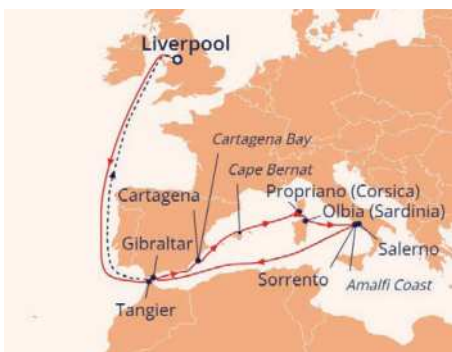 Liverpool
Cartagena Bay
Cape Bernat
Cartagena
Propriano (Corsica)
Olbia (Sardinia)
Gibraltar
Salerno
Sorrento
Amalfi Coast
Tangier